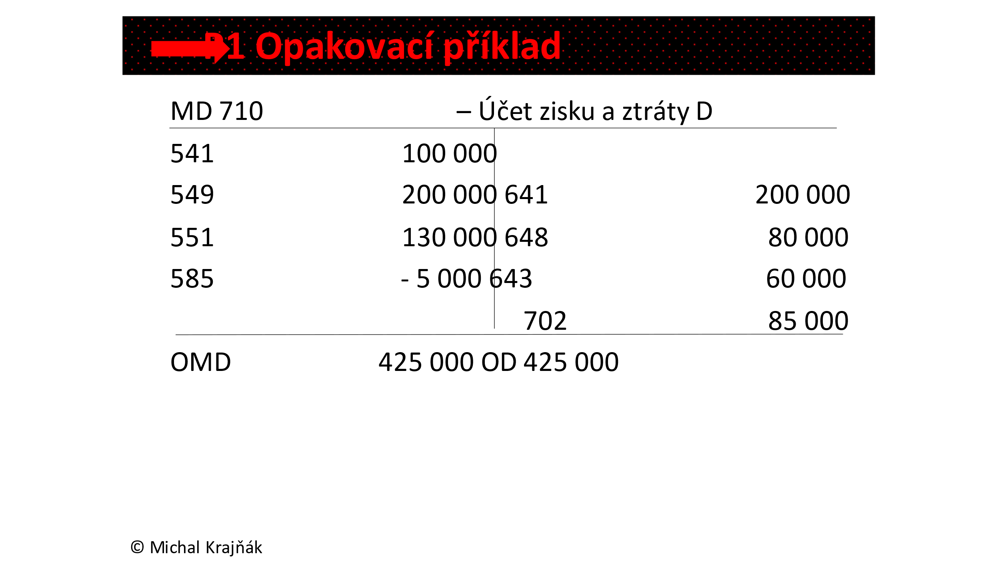 1 Opakovací příklad
MD 710 – Účet zisku a ztráty D
541 100 000
549 200 000 641 200 000
551 130 000 648 80 000
585 - 5 000 643 60 000
702 85 000
OMD 425 000 OD 425 000
© Michal Krajňák